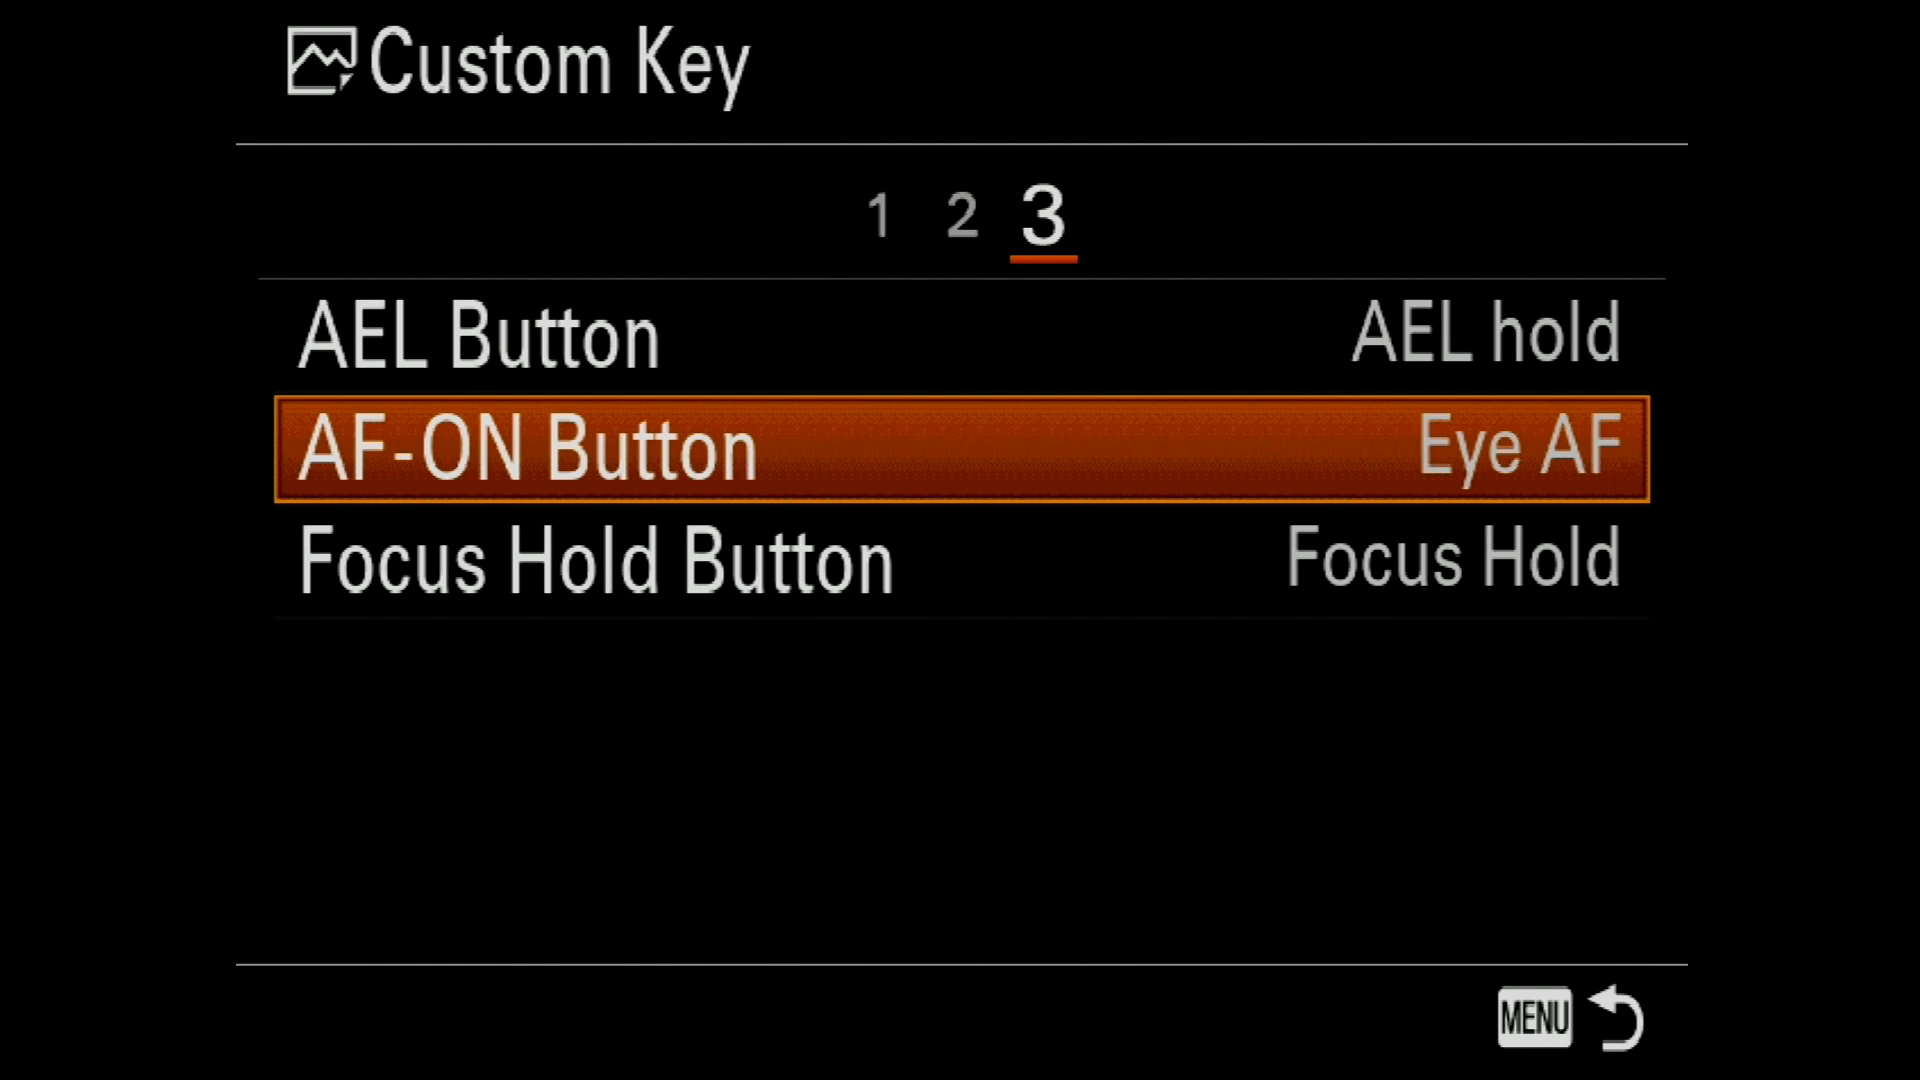 Custom Key
1 2 3
AEL Button AEL hold
AF-ON Button Eye AF
Focus Hold Button Focus Hold
MENU